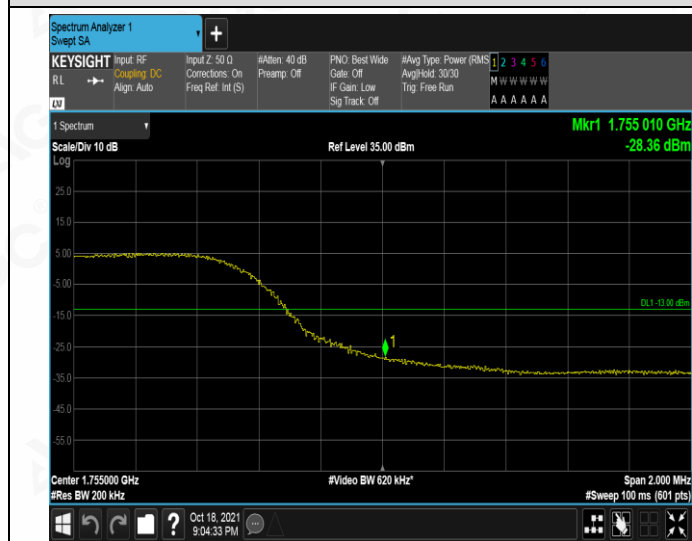 Spectrum Analyzer 1
Swept SA
+
KEYSIGHT Input: RF Input Z: 50 Ω #Atten: 40 dB PNO: Best Wide #Avg Type: Power (RMS 1 2 3 4 5 6
RL Coupling: DC Corrections: On Preamp: Off Gate: Off Avg|Hold: 30/30 M W W W W W
Align: Auto Freq Ref: Int (S) IF Gain: Low Trig: Free Run
Sig Track: Off A A A A A A
LXI
1 Spectrum Mkr1 1.755 010 GHz
Scale/Div 10 dB Ref Level 35.00 dBm -28.36 dBm
Log
25.0
15.0
5.00
-5.00
DL1 -13.00 dBm
-15.0
1
-25.0
-35.0
-45.0
-55.0
Center 1.755000 GHz #Video BW 620 kHz* Span 2.000 MHz
#Res BW 200 kHz #Sweep 100 ms (601 pts)
? Oct 18, 2021
9:04:33 PM